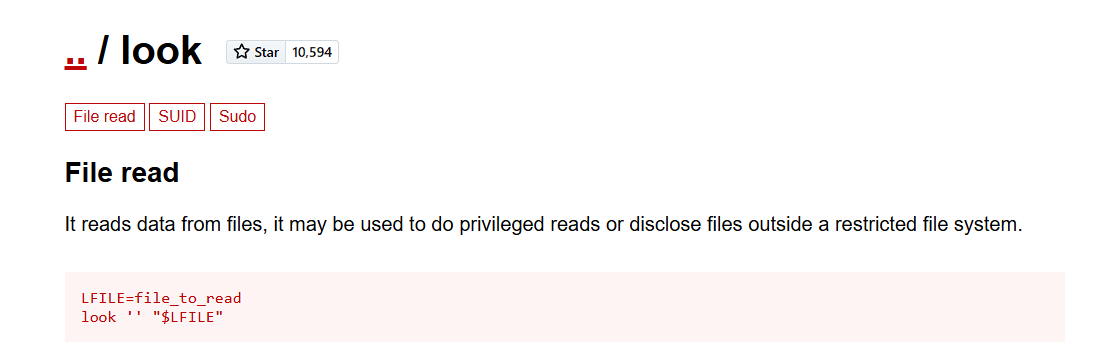 .. / look Star 10,594
File read SUID Sudo
File read
It reads data from files, it may be used to do privileged reads or disclose files outside a restricted file system.
LFILE=file_to_read
look '' "$LFILE"